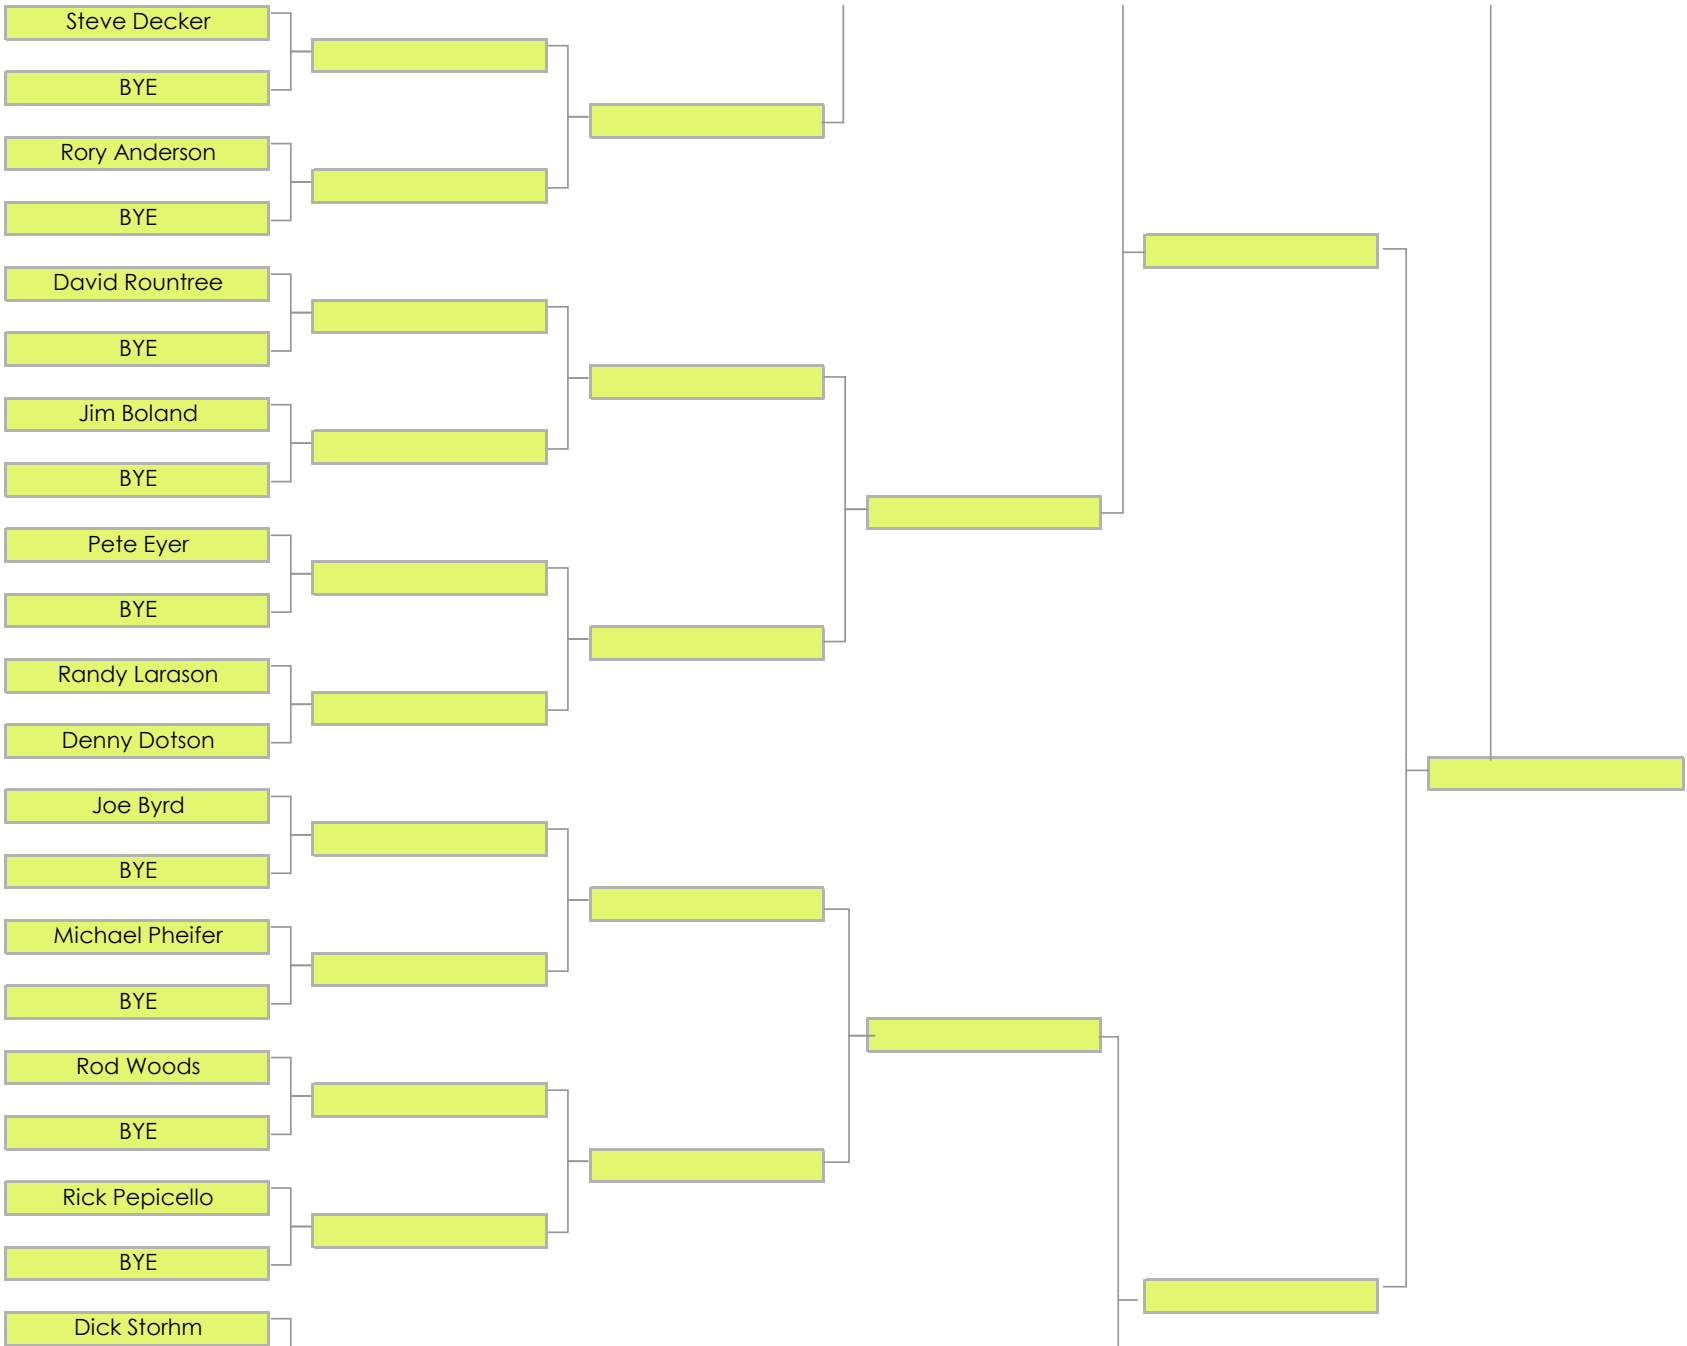 Steve Decker
BYE
Rory Anderson
BYE
David Rountree
BYE
Jim Boland
BYE
Pete Eyer
BYE
Randy Larason
Denny Dotson
Joe Byrd
BYE
Michael Pheifer
BYE
Rod Woods
BYE
Rick Pepicello
BYE
Dick Storhm